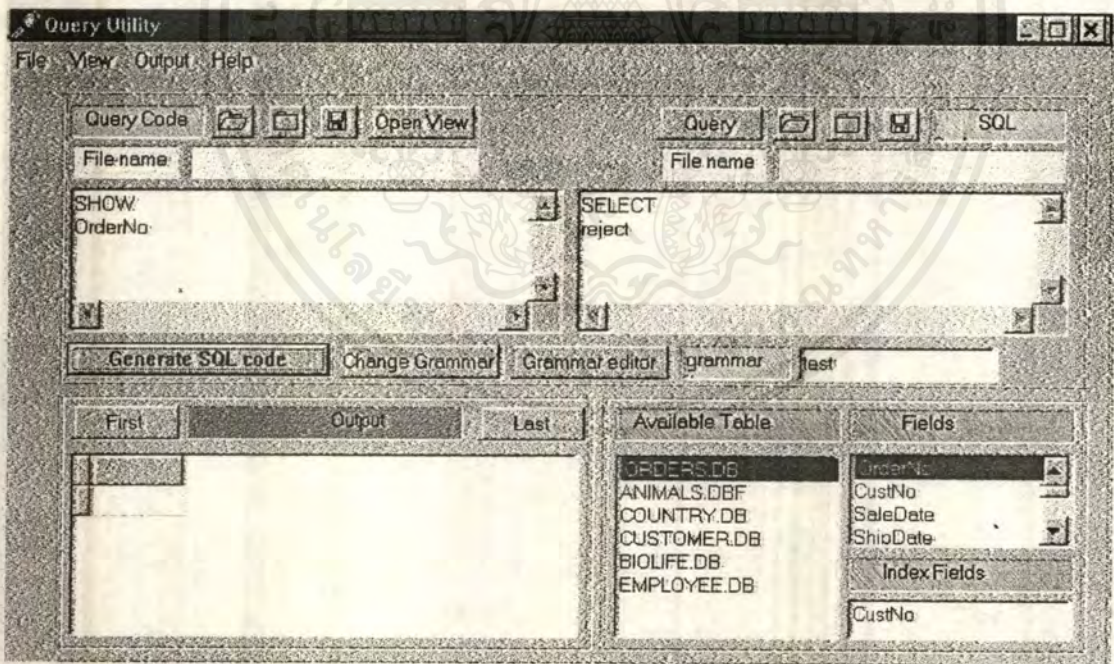 Query Utility
File View Output Help
Query Code Open View Query SQL
File name File name
SHOW
OrderNo
SELECT
reject
Generate SQL code Change Grammar Grammar editor grammar test
First Output Last Available Table Fields
ORDERS.DB
ANIMALS.DBF
COUNTRY.DB
CUSTOMER.DB
BIOLIFE.DB
EMPLOYEE.DB
OrderNo
CustNo
SaleDate
ShipDate
Index Fields
CustNo